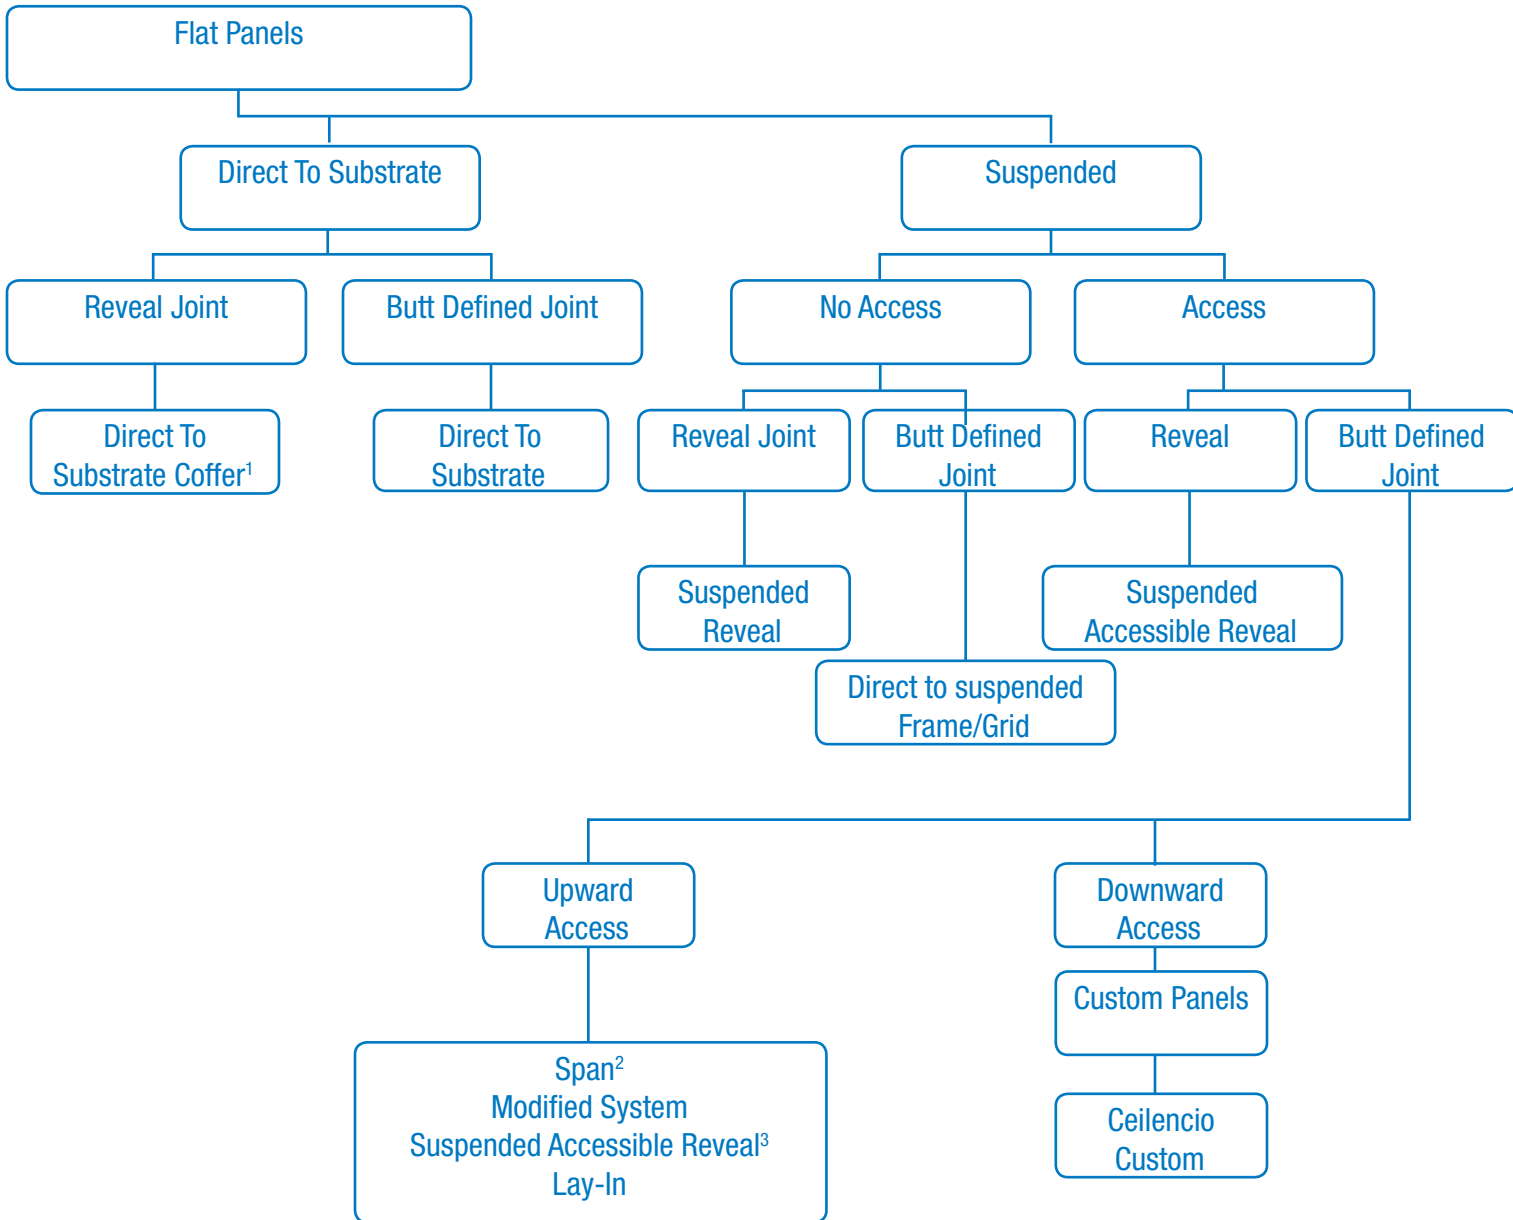 Flat Panels
Direct To Substrate
Suspended
Reveal Joint
Butt Defined Joint
No Access
Access
Direct To
Substrate Coffer¹
Direct To
Substrate
Reveal Joint
Butt Defined
Joint
Reveal
Butt Defined
Joint
Suspended
Reveal
Suspended
Accessible Reveal
Direct to suspended
Frame/Grid
Upward
Access
Downward
Access
Custom Panels
Span²
Modified System
Suspended Accessible Reveal³
Lay-In
Ceilencio
Custom